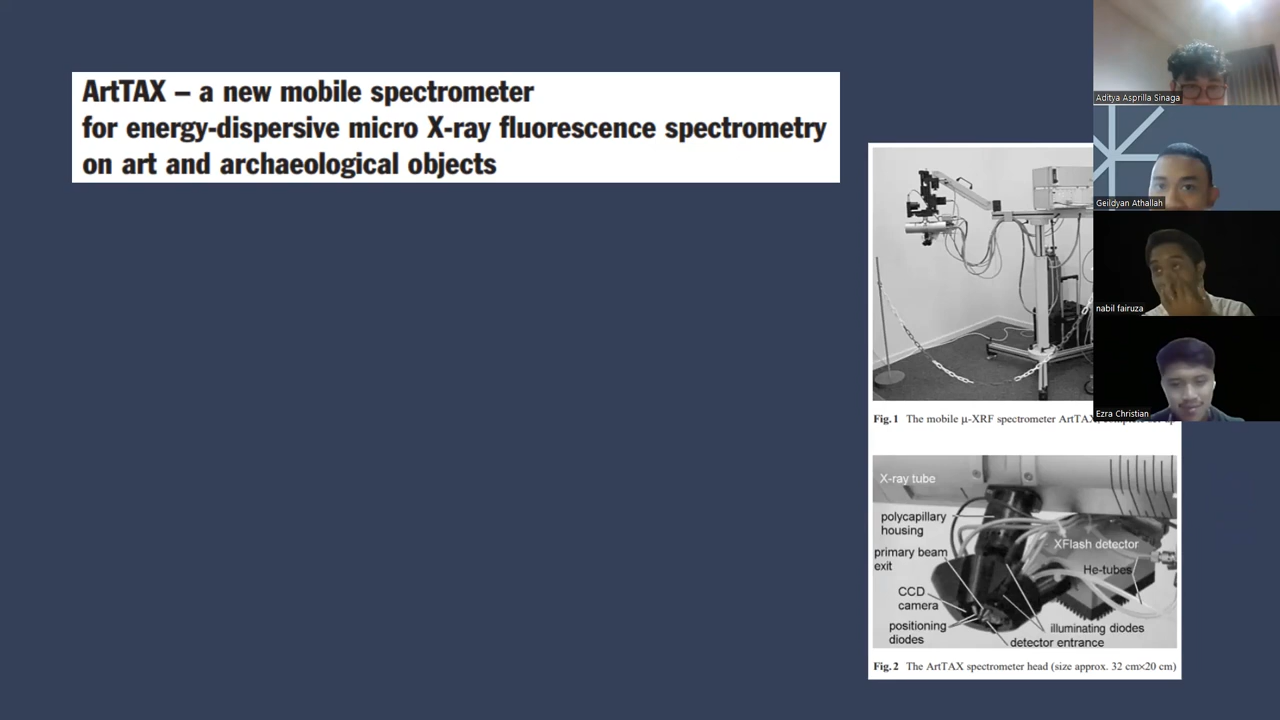 ArtTAX – a new mobile spectrometer
for energy-dispersive micro X-ray fluorescence spectrometry
on art and archaeological objects
Aditya Asprilla Sinaga
Geildyan Athallah
nabil fairuza
Ezra Christian
Fig. 1 The mobile µ-XRF spectrometer ArtTAX,
X-ray tube
polycapillary
housing
XFlash detector
primary beam
exit
He-tubes
CCD
camera
positioning
diodes
illuminating diodes
detector entrance
Fig. 2 The ArtTAX spectrometer head (size approx. 32 cm×20 cm)